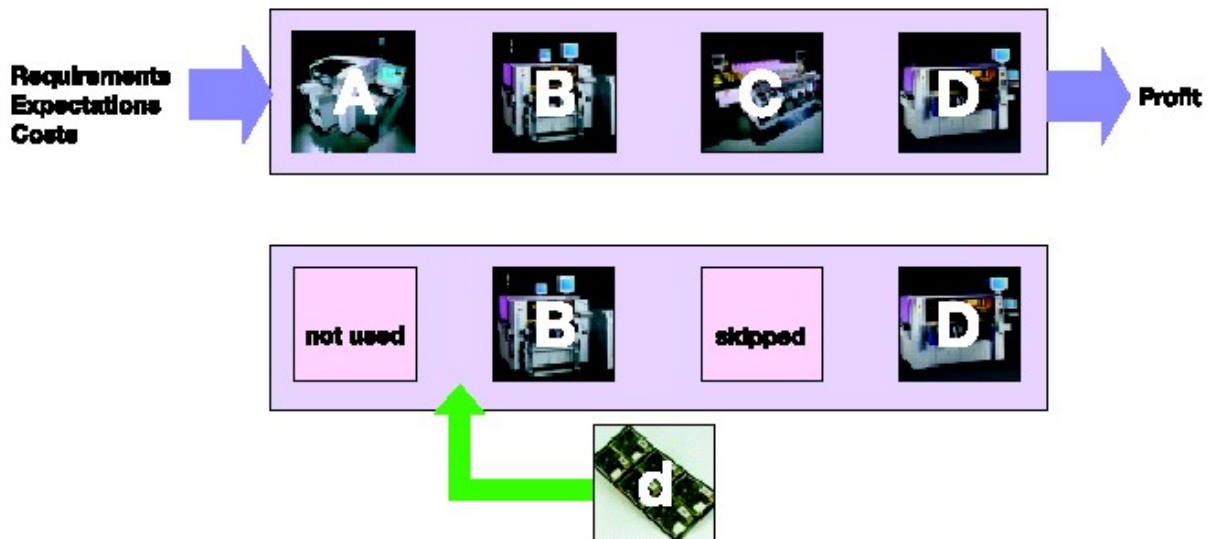 Requirements
Expectations
Costs
A
B
C
D
Profit
not used
B
skipped
D
d